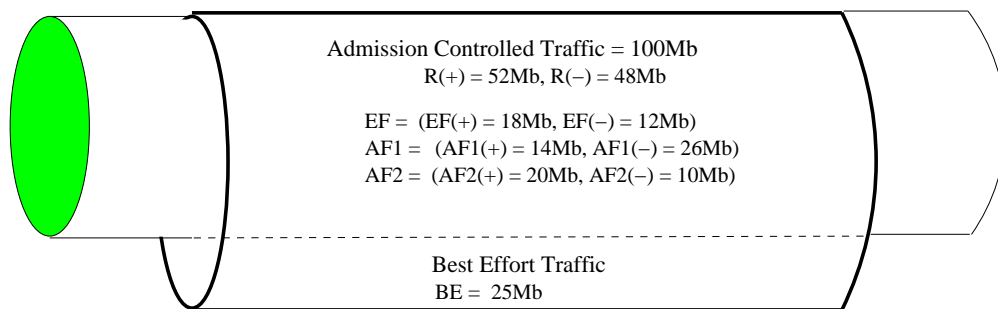 Admission Controlled Traffic = 100Mb
R(+) = 52Mb, R(−) = 48Mb
EF = (EF(+) = 18Mb, EF(−) = 12Mb)
AF1 = (AF1(+) = 14Mb, AF1(−) = 26Mb)
AF2 = (AF2(+) = 20Mb, AF2(−) = 10Mb)
Best Effort Traffic
BE = 25Mb